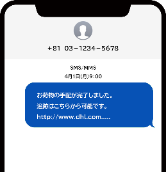 +81 03-1234-5678
SMS/MMS
4月1日(月)9:00
お荷物の手配が完了しました。
追跡はこちらから可能です。
http://www.dhl.com.....